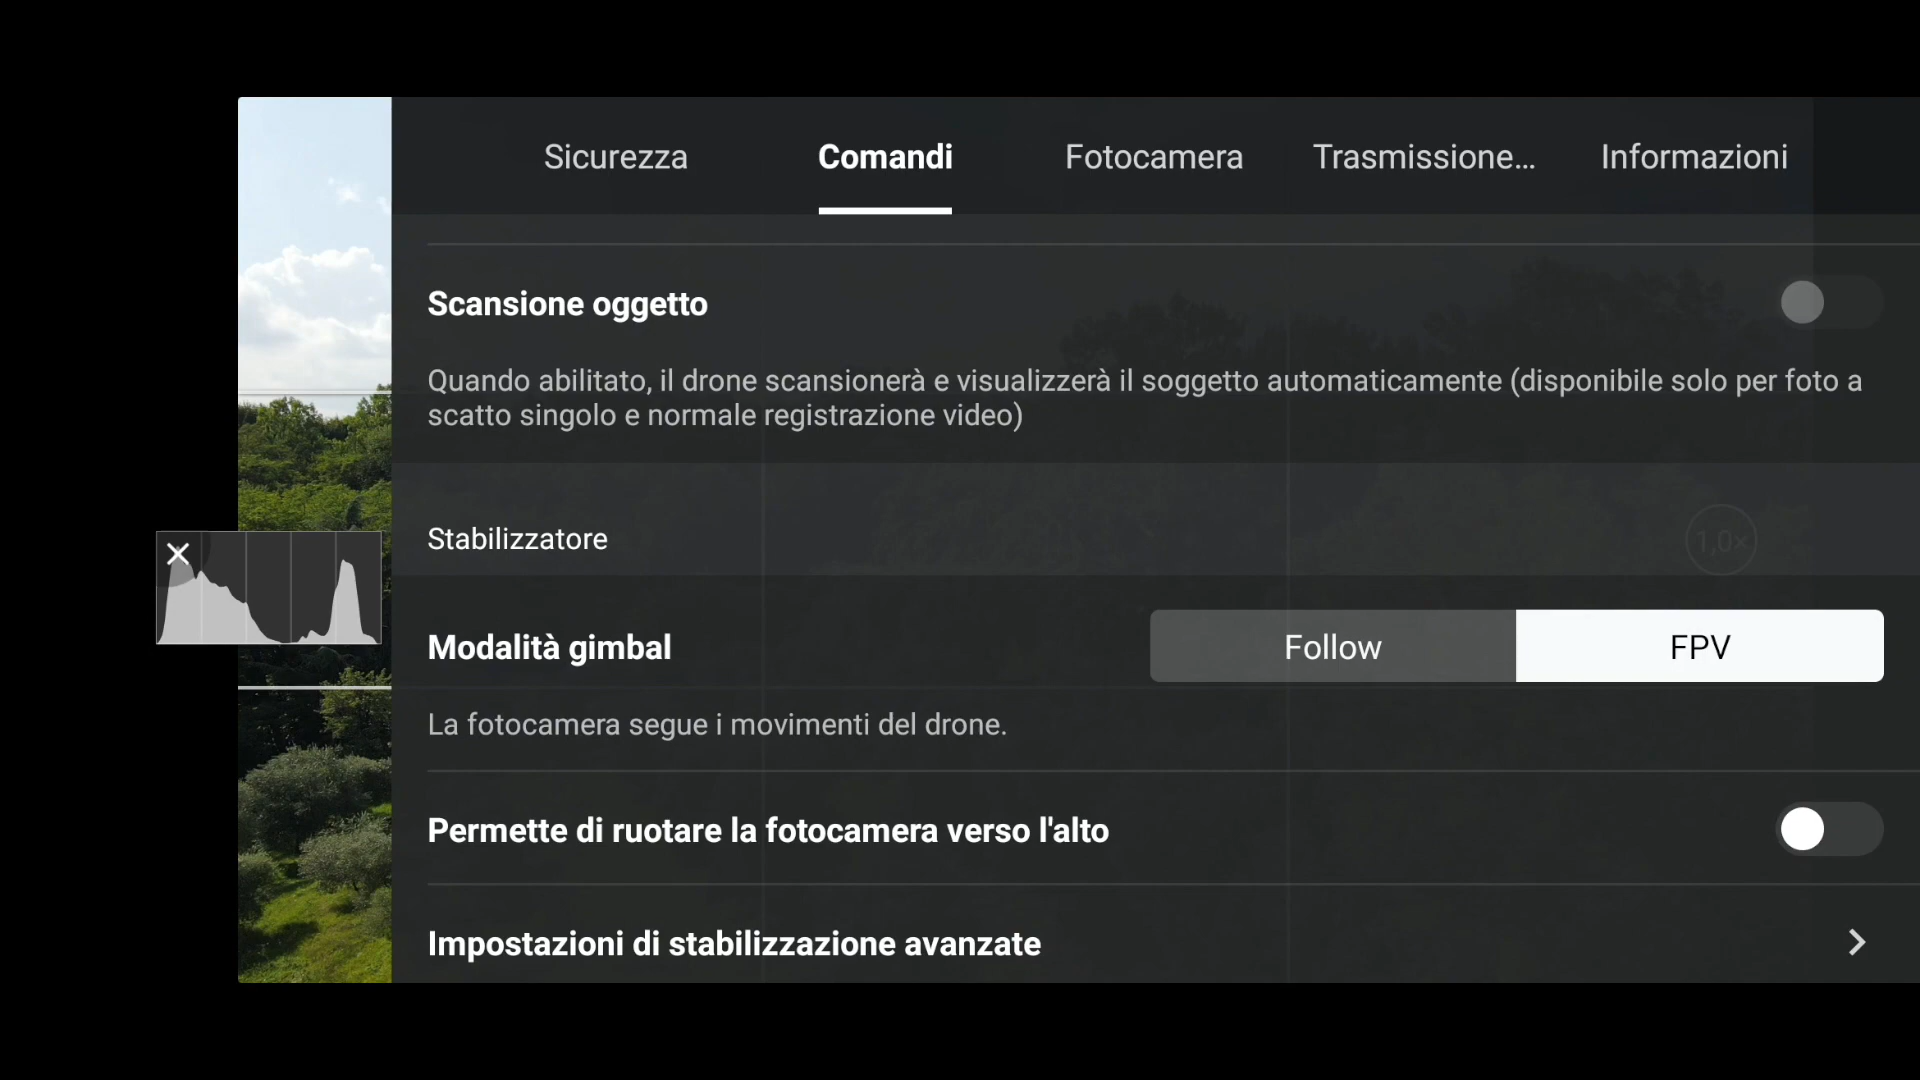 Sicurezza Comandi Fotocamera Trasmissione... Informazioni
Scansione oggetto
Quando abilitato, il drone scansionerà e visualizzerà il soggetto automaticamente (disponibile solo per foto a
scatto singolo e normale registrazione video)
Stabilizzatore
1,0×
Modalità gimbal Follow FPV
La fotocamera segue i movimenti del drone.
Permette di ruotare la fotocamera verso l'alto
Impostazioni di stabilizzazione avanzate